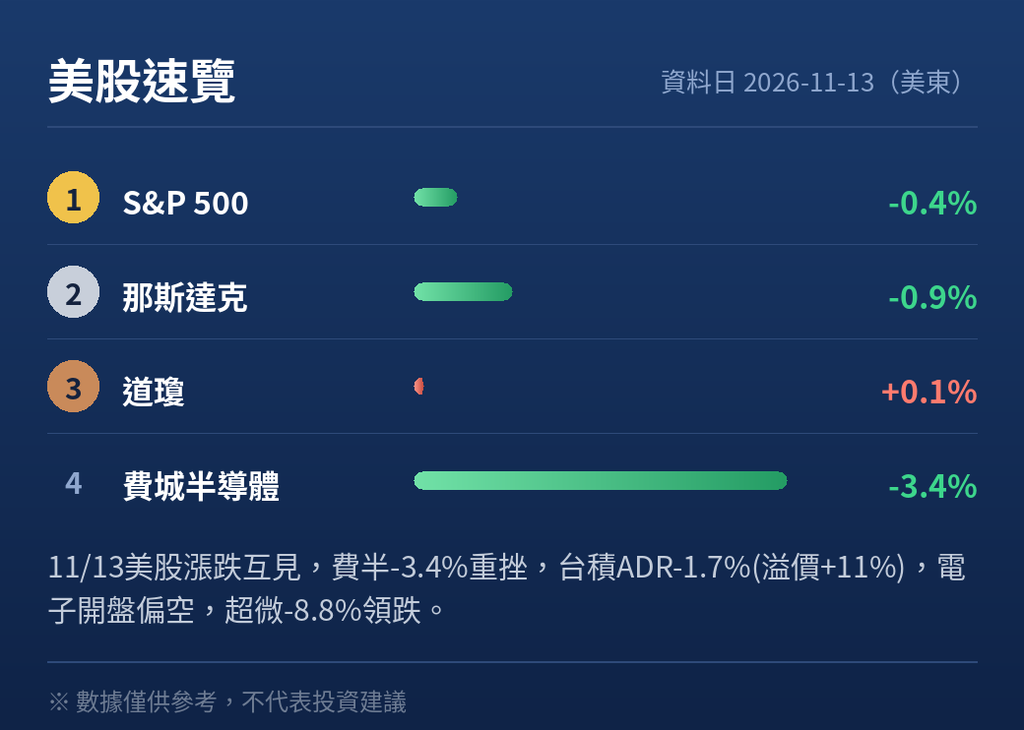 美股速覽
資料日 2026-11-13（美東）
1 S&P 500 -0.4%
2 那斯達克 -0.9%
3 道瓊 +0.1%
4 費城半導體 -3.4%
11/13美股漲跌互見，費半-3.4%重挫，台積ADR-1.7%(溢價+11%)，電
子開盤偏空，超微-8.8%領跌。
※ 數據僅供參考，不代表投資建議